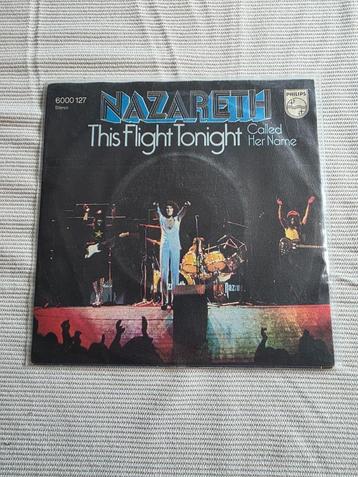 6000 127
Stereo
NAZARETH
PHILIPS
This Flight Tonight
Called
Her Name